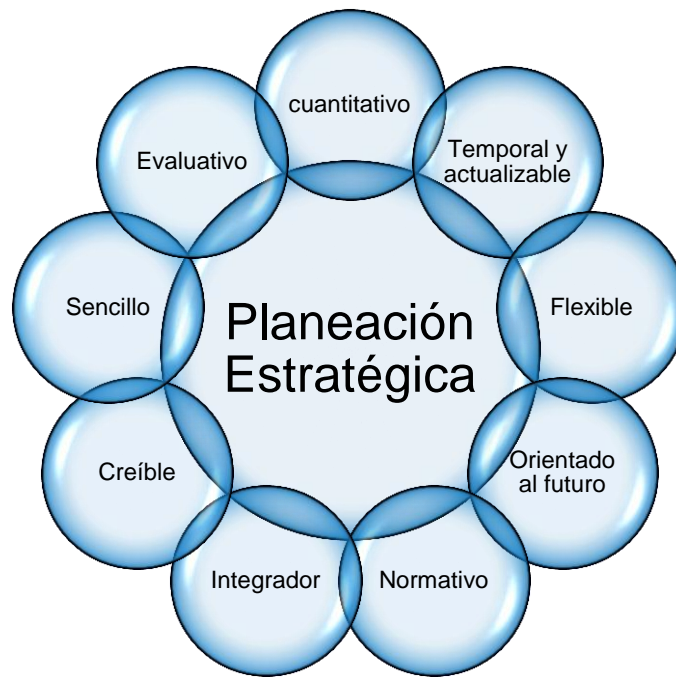 cuantitativo
Temporal y
actualizable
Flexible
Orientado
al futuro
Normativo
Integrador
Creíble
Sencillo
Evaluativo
Planeación
Estratégica